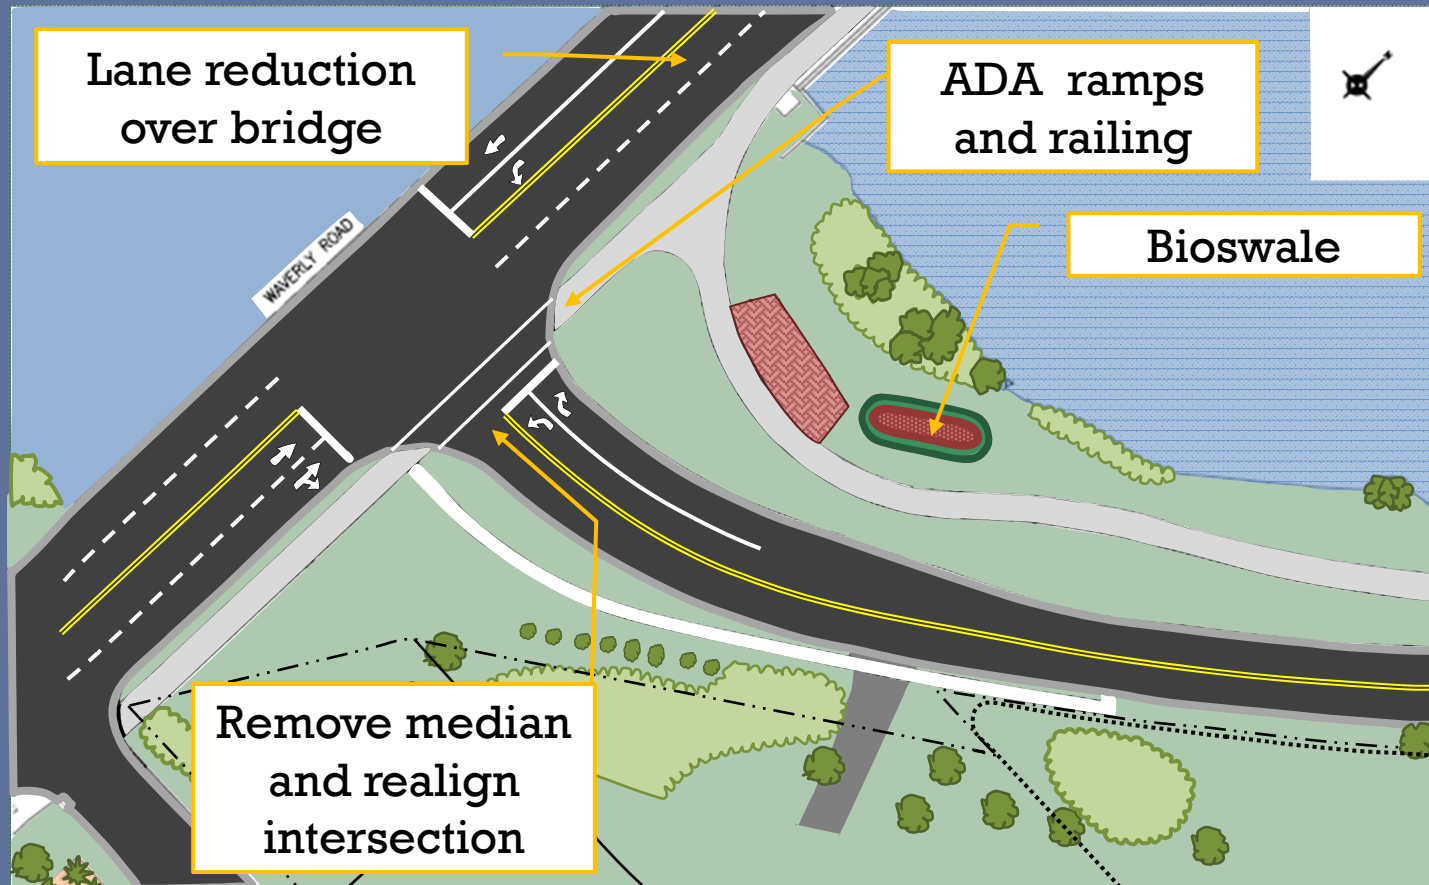 Lane reduction
over bridge
ADA ramps
and railing
Bioswale
WAVERLY ROAD
Remove median
and realign
intersection